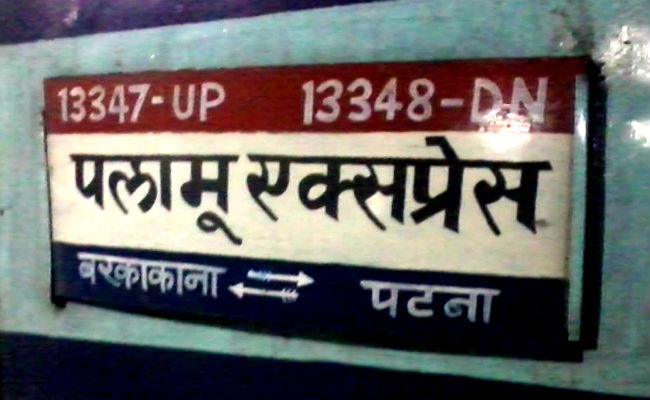 13347-UP 13348-DN
पलामू एक्सप्रेस
बरकाकाना पटना